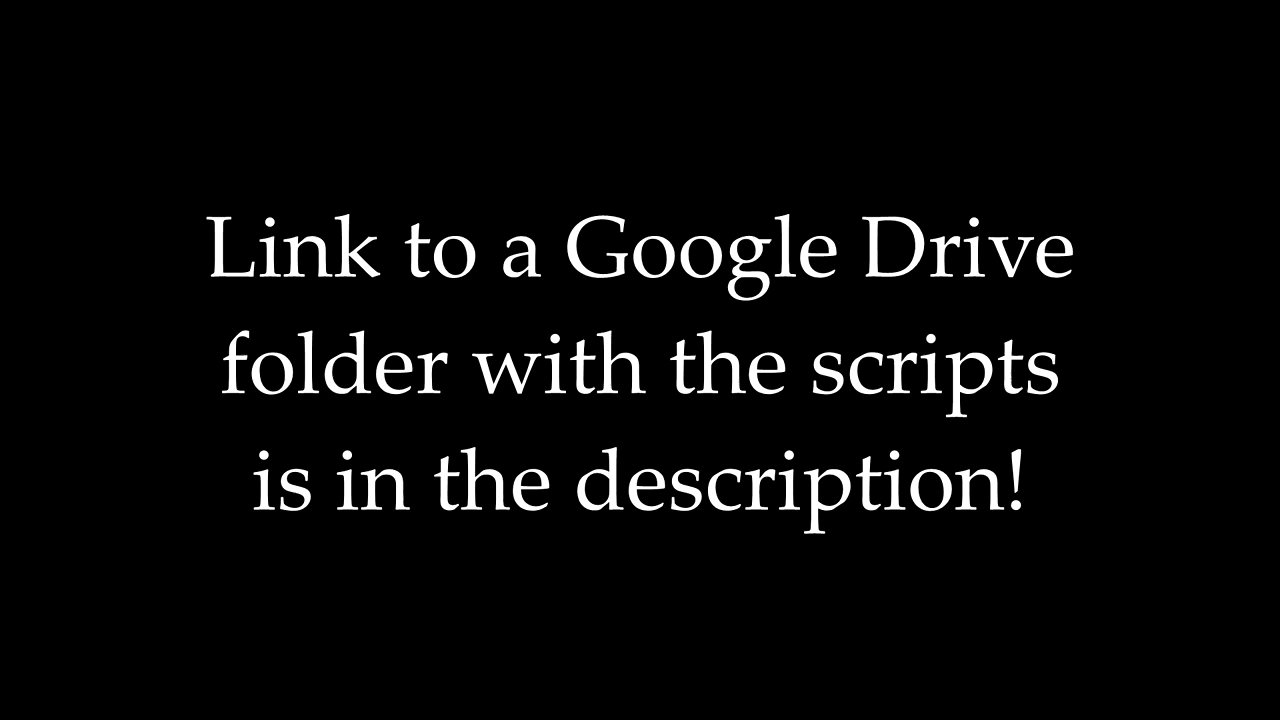 Link to a Google Drive
folder with the scripts
is in the description!